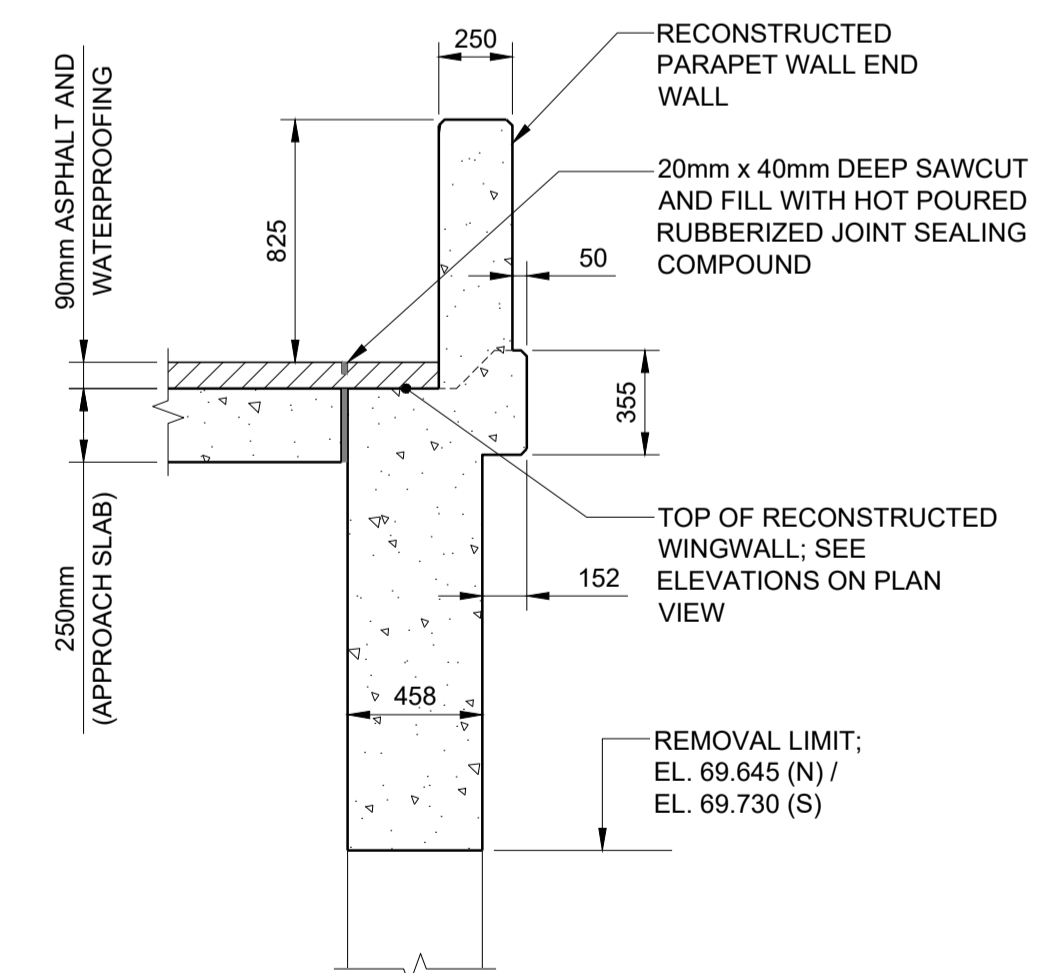 250
RECONSTRUCTED
PARAPET WALL END
WALL
90mm ASPHALT AND
WATERPROOFING
825
20mm x 40mm DEEP SAWCUT
AND FILL WITH HOT POURED
RUBBERIZED JOINT SEALING
COMPOUND
50
355
TOP OF RECONSTRUCTED
WINGWALL; SEE
ELEVATIONS ON PLAN
VIEW
152
250mm
(APPROACH SLAB)
458
REMOVAL LIMIT;
EL. 69.645 (N) /
EL. 69.730 (S)